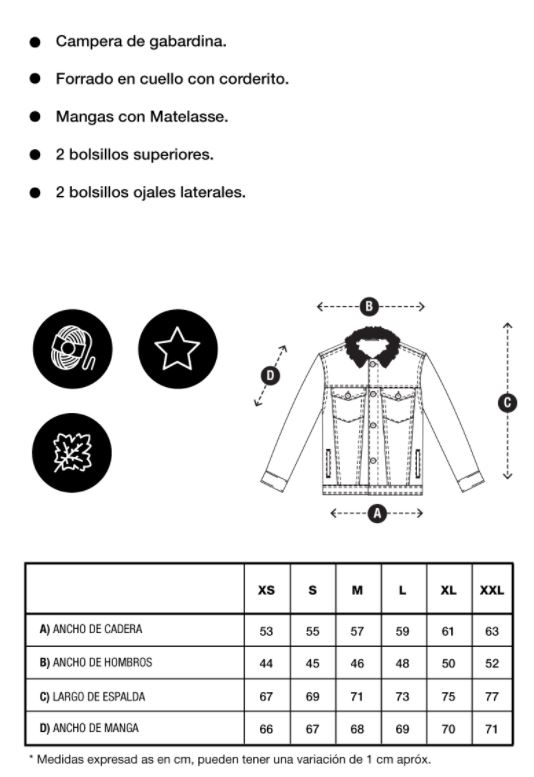 Campera de gabardina.
Forrado en cuello con corderito.
Mangas con Matelasse.
2 bolsillos superiores.
2 bolsillos ojales laterales.
B
D
C
A
XS S M L XL XXL
A) ANCHO DE CADERA 53 55 57 59 61 63
B) ANCHO DE HOMBROS 44 45 46 48 50 52
C) LARGO DE ESPALDA 67 69 71 73 75 77
D) ANCHO DE MANGA 66 67 68 69 70 71
* Medidas expresad as en cm, pueden tener una variación de 1 cm apróx.